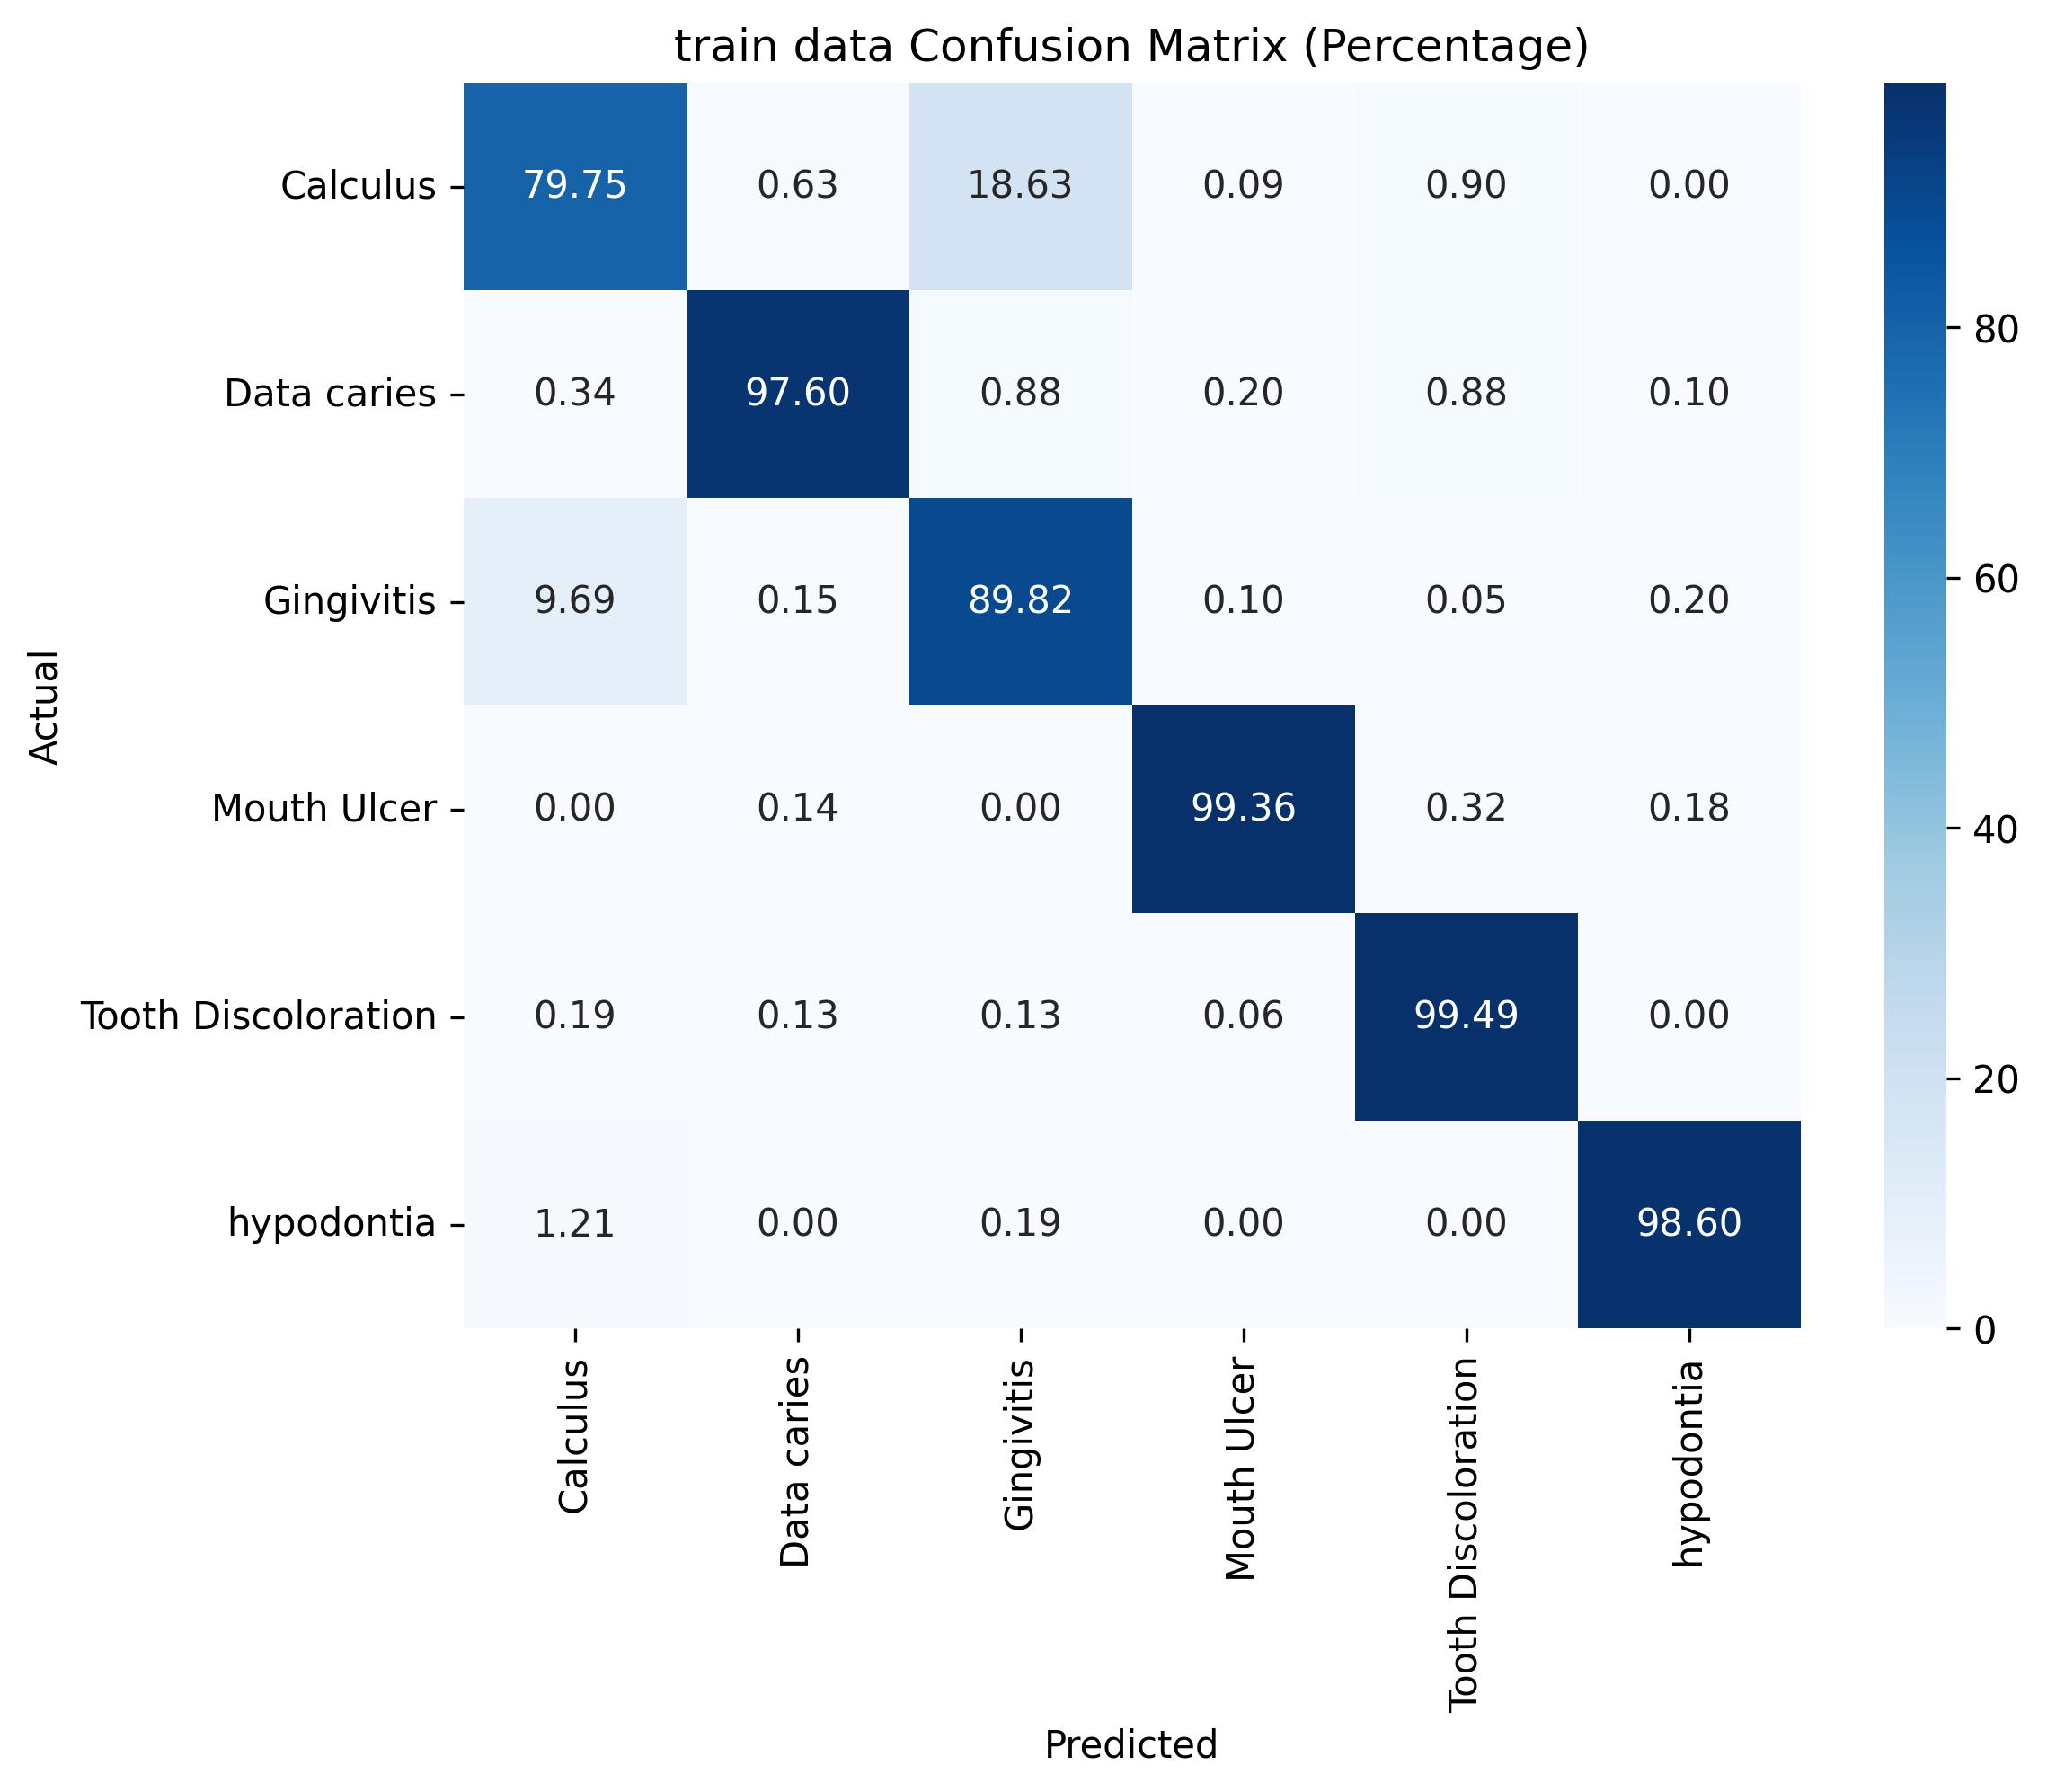 train data Confusion Matrix (Percentage)
Actual
Calculus 79.75 0.63 18.63 0.09 0.90 0.00
Data caries 0.34 97.60 0.88 0.20 0.88 0.10
Gingivitis 9.69 0.15 89.82 0.10 0.05 0.20
Mouth Ulcer 0.00 0.14 0.00 99.36 0.32 0.18
Tooth Discoloration 0.19 0.13 0.13 0.06 99.49 0.00
hypodontia 1.21 0.00 0.19 0.00 0.00 98.60
Calculus
Data caries
Gingivitis
Mouth Ulcer
Tooth Discoloration
hypodontia
Predicted
80
60
40
20
0